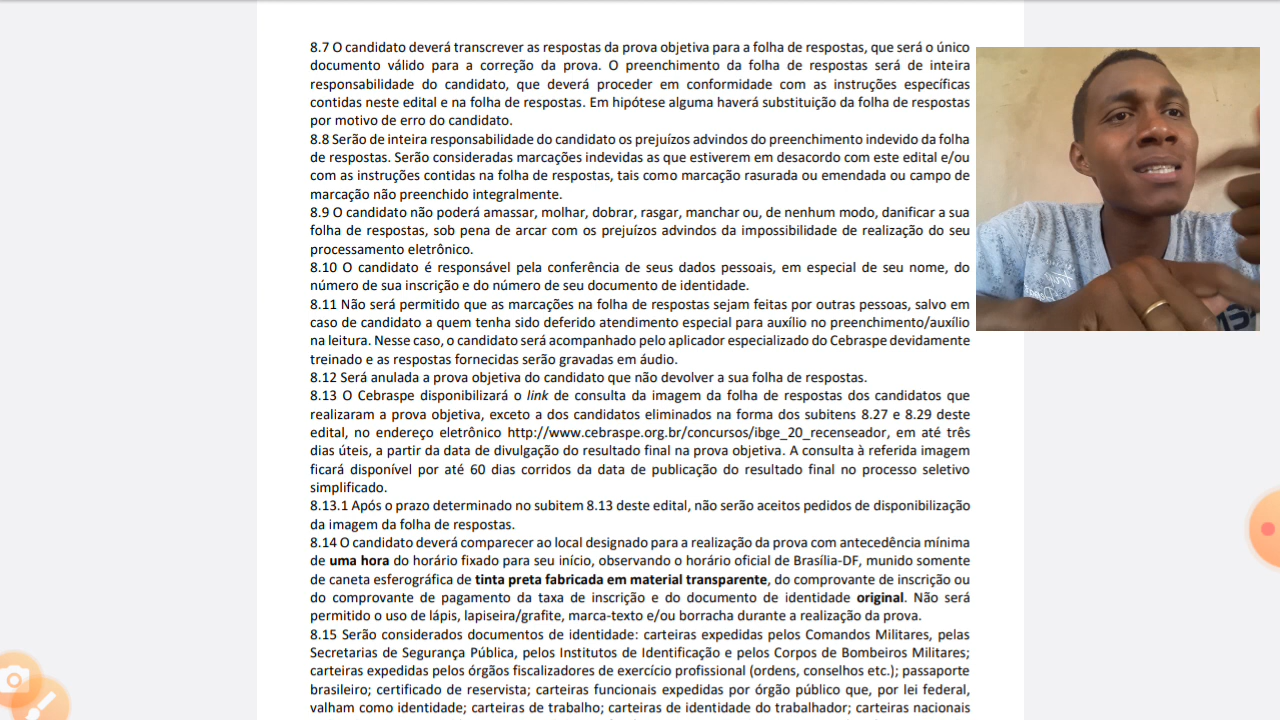 8.7 O candidato deverá transcrever as respostas da prova objetiva para a folha de respostas, que será o único
documento válido para a correção da prova. O preenchimento da folha de respostas será de inteira
responsabilidade do candidato, que deverá proceder em conformidade com as instruções específicas
contidas neste edital e na folha de respostas. Em hipótese alguma haverá substituição da folha de respostas
por motivo de erro do candidato.
8.8 Serão de inteira responsabilidade do candidato os prejuízos advindos do preenchimento indevido da folha
de respostas. Serão consideradas marcações indevidas as que estiverem em desacordo com este edital e/ou
com as instruções contidas na folha de respostas, tais como marcação rasurada ou emendada ou campo de
marcação não preenchido integralmente.
8.9 O candidato não poderá amassar, molhar, dobrar, rasgar, manchar ou, de nenhum modo, danificar a sua
folha de respostas, sob pena de arcar com os prejuízos advindos da impossibilidade de realização do seu
processamento eletrônico.
8.10 O candidato é responsável pela conferência de seus dados pessoais, em especial de seu nome, do
número de sua inscrição e do número de seu documento de identidade.
8.11 Não será permitido que as marcações na folha de respostas sejam feitas por outras pessoas, salvo em
caso de candidato a quem tenha sido deferido atendimento especial para auxílio no preenchimento/auxílio
na leitura. Nesse caso, o candidato será acompanhado pelo aplicador especializado do Cebraspe devidamente
treinado e as respostas fornecidas serão gravadas em áudio.
8.12 Será anulada a prova objetiva do candidato que não devolver a sua folha de respostas.
8.13 O Cebraspe disponibilizará o link de consulta da imagem da folha de respostas dos candidatos que
realizaram a prova objetiva, exceto a dos candidatos eliminados na forma dos subitens 8.27 e 8.29 deste
edital, no endereço eletrônico http://www.cebraspe.org.br/concursos/ibge_20_recenseador, em até três
dias úteis, a partir da data de divulgação do resultado final na prova objetiva. A consulta à referida imagem
ficará disponível por até 60 dias corridos da data de publicação do resultado final no processo seletivo
simplificado.
8.13.1 Após o prazo determinado no subitem 8.13 deste edital, não serão aceitos pedidos de disponibilização
da imagem da folha de respostas.
8.14 O candidato deverá comparecer ao local designado para a realização da prova com antecedência mínima
de uma hora do horário fixado para seu início, observando o horário oficial de Brasília-DF, munido somente
de caneta esferográfica de tinta preta fabricada em material transparente, do comprovante de inscrição ou
do comprovante de pagamento da taxa de inscrição e do documento de identidade original. Não será
permitido o uso de lápis, lapiseira/grafite, marca-texto e/ou borracha durante a realização da prova.
8.15 Serão considerados documentos de identidade: carteiras expedidas pelos Comandos Militares, pelas
Secretarias de Segurança Pública, pelos Institutos de Identificação e pelos Corpos de Bombeiros Militares;
carteiras expedidas pelos órgãos fiscalizadores de exercício profissional (ordens, conselhos etc.); passaporte
brasileiro; certificado de reservista; carteiras funcionais expedidas por órgão público que, por lei federal,
valham como identidade; carteiras de trabalho; carteiras de identidade do trabalhador; carteiras nacionais